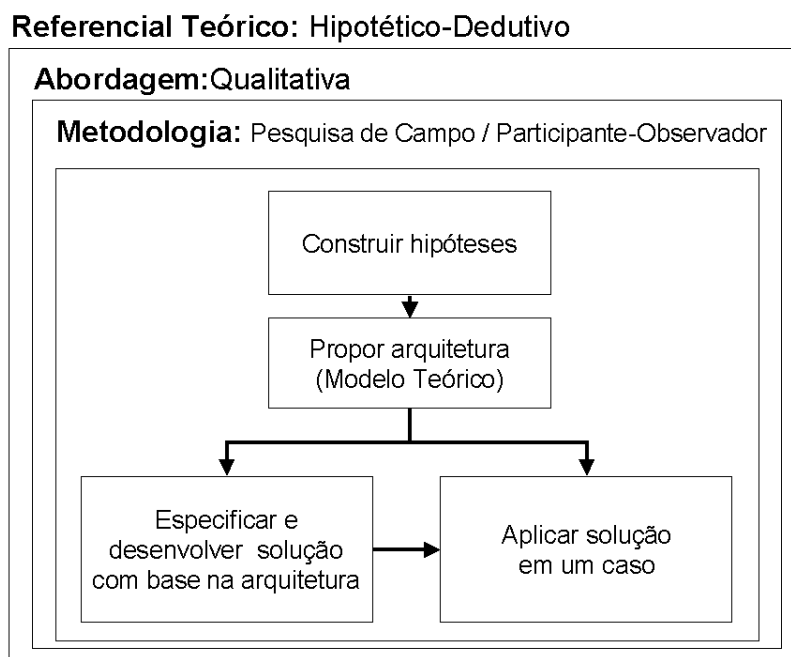 Referencial Teórico: Hipotético-Dedutivo
Abordagem:Qualitativa
Metodologia: Pesquisa de Campo / Participante-Observador
Construir hipóteses
Propor arquitetura
(Modelo Teórico)
Especificar e
desenvolver solução
com base na arquitetura
Aplicar solução
em um caso